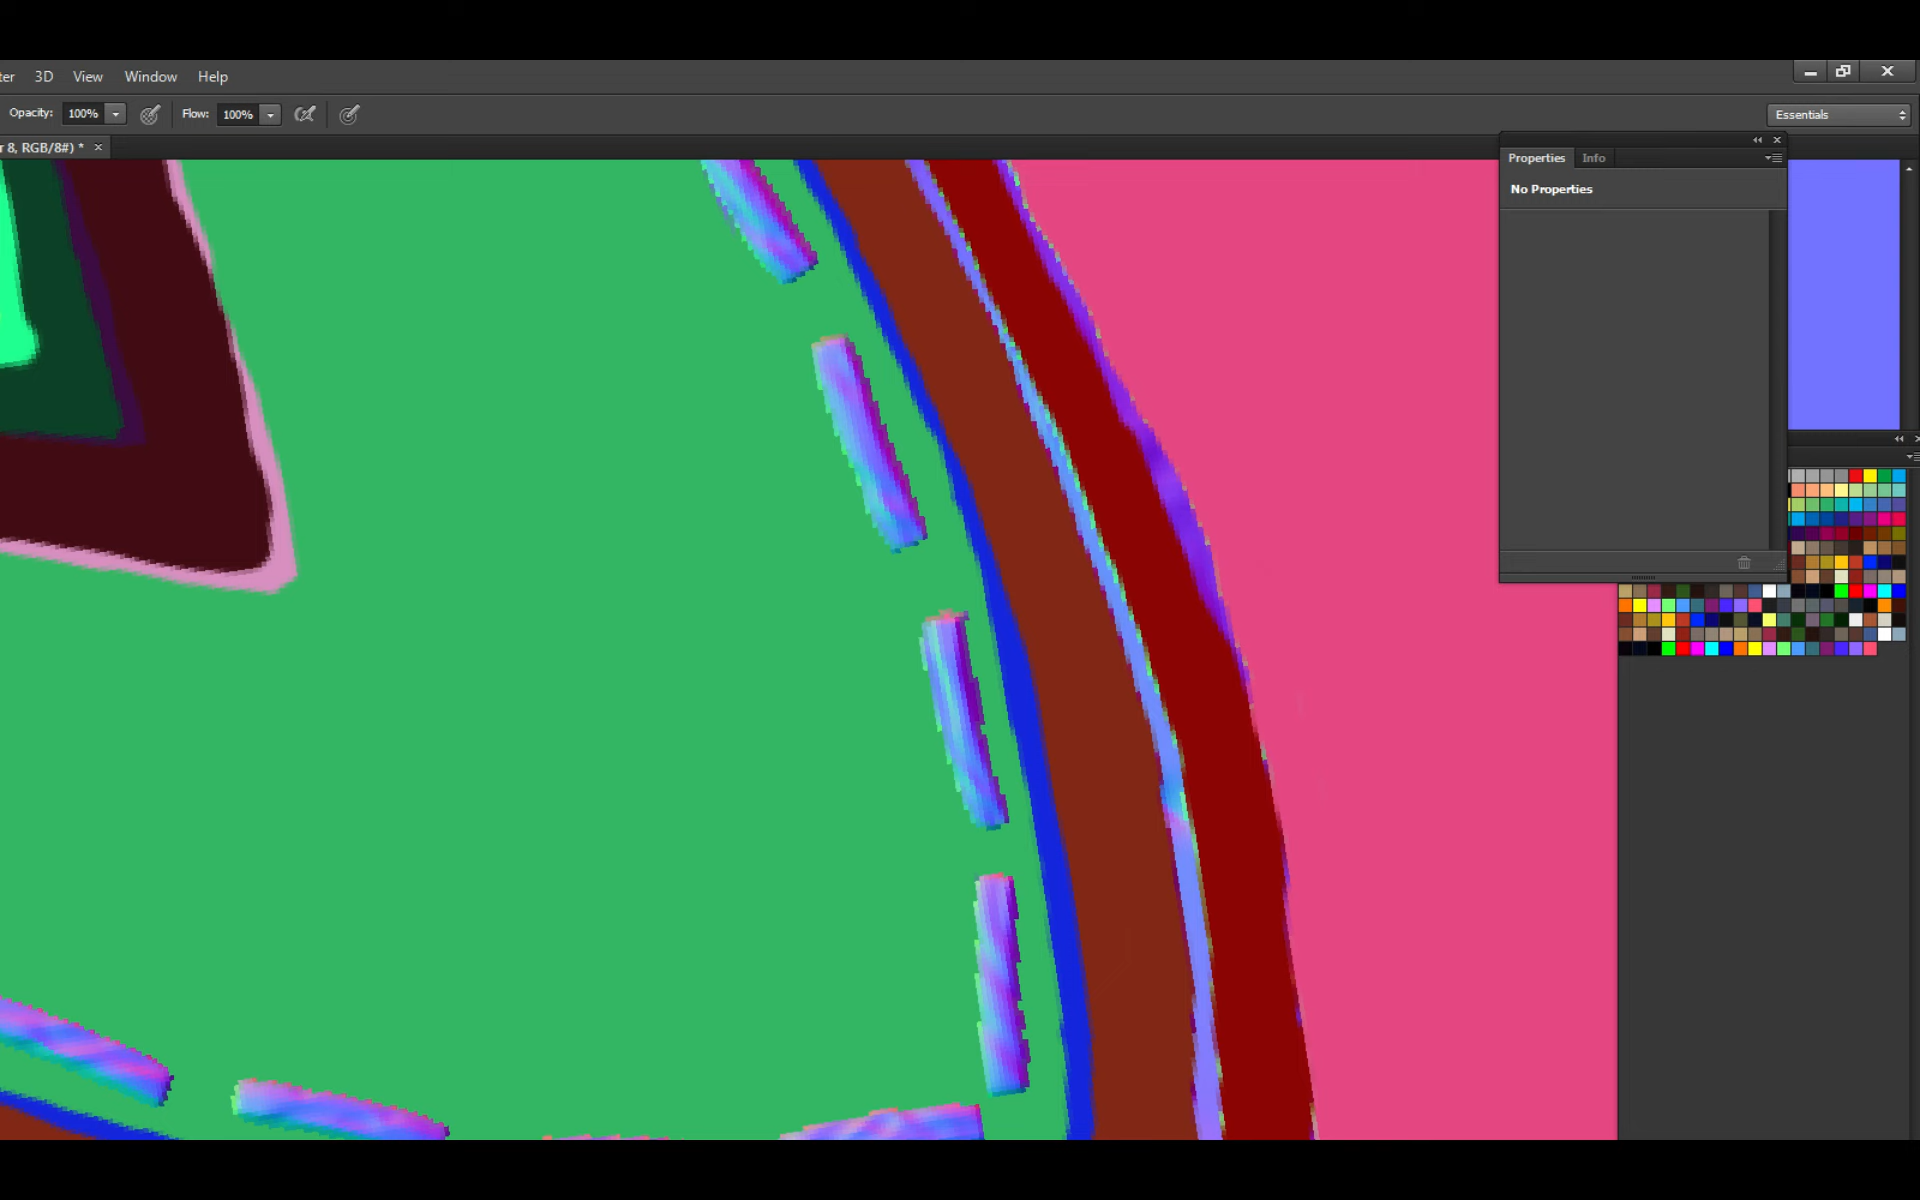 ter 3D View Window Help
Opacity: 100% Flow: 100% Essentials
r 8, RGB/8#) *
Properties Info
No Properties